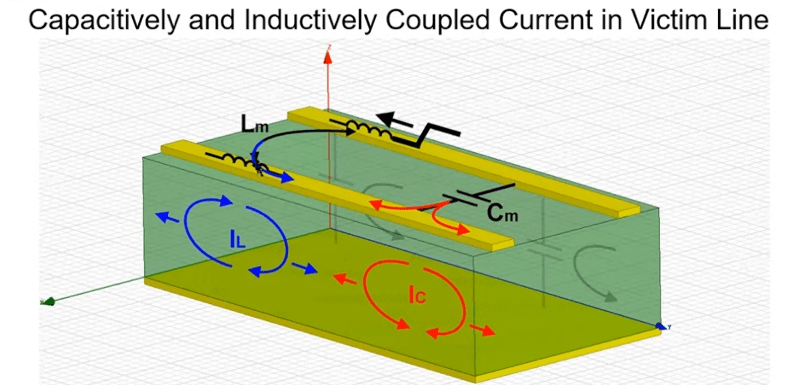 Capacitively and Inductively Coupled Current in Victim Line
Z
Lm
Cm
IL
IC
Y